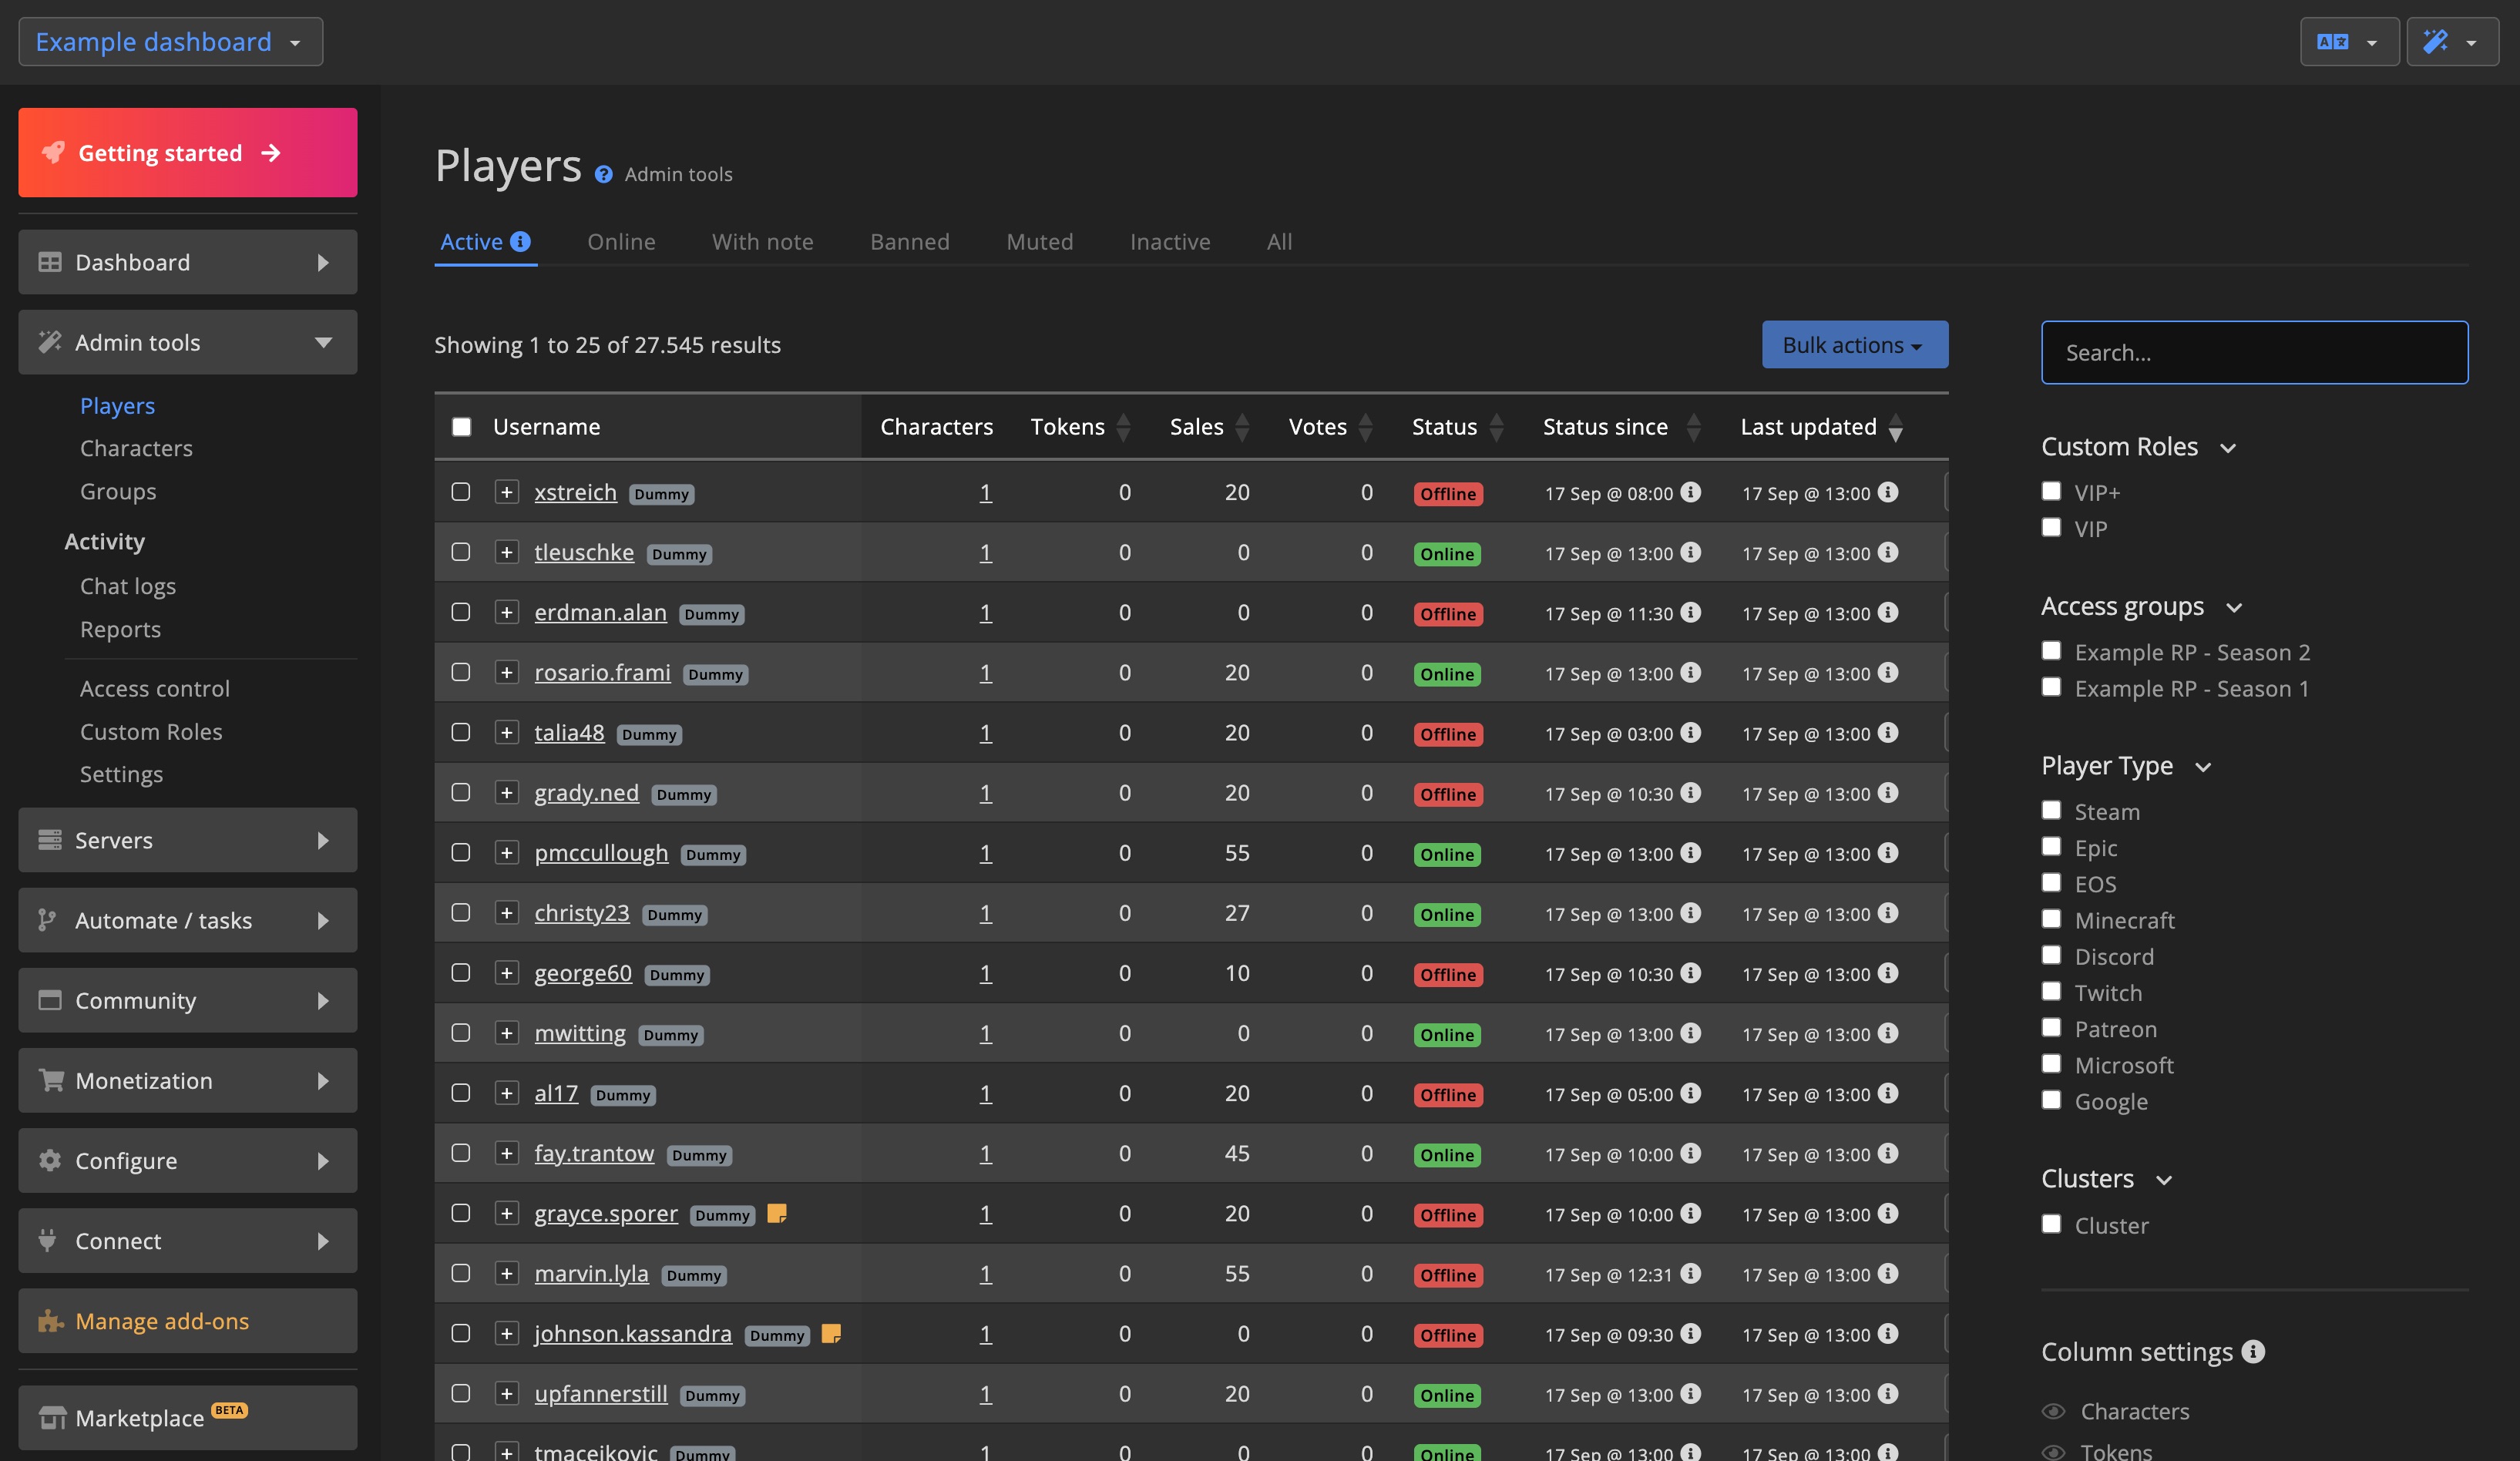 Example dashboard
Getting started
Dashboard
Admin tools
Players
Characters
Groups
Activity
Chat logs
Reports
Access control
Custom Roles
Settings
Servers
Automate / tasks
Community
Monetization
Configure
Connect
Manage add-ons
Marketplace BETA
Players Admin tools
Active Online With note Banned Muted Inactive All
Showing 1 to 25 of 27.545 results
Bulk actions
Username Characters Tokens Sales Votes Status Status since Last updated
xstreich Dummy 1 0 20 0 Offline 17 Sep @ 08:00 17 Sep @ 13:00
tleuschke Dummy 1 0 0 0 Online 17 Sep @ 13:00 17 Sep @ 13:00
erdman.alan Dummy 1 0 0 0 Offline 17 Sep @ 11:30 17 Sep @ 13:00
rosario.frami Dummy 1 0 20 0 Online 17 Sep @ 13:00 17 Sep @ 13:00
talia48 Dummy 1 0 20 0 Offline 17 Sep @ 03:00 17 Sep @ 13:00
grady.ned Dummy 1 0 20 0 Offline 17 Sep @ 10:30 17 Sep @ 13:00
pmccullough Dummy 1 0 55 0 Online 17 Sep @ 13:00 17 Sep @ 13:00
christy23 Dummy 1 0 27 0 Online 17 Sep @ 13:00 17 Sep @ 13:00
george60 Dummy 1 0 10 0 Offline 17 Sep @ 10:30 17 Sep @ 13:00
mwitting Dummy 1 0 0 0 Online 17 Sep @ 13:00 17 Sep @ 13:00
al17 Dummy 1 0 20 0 Offline 17 Sep @ 05:00 17 Sep @ 13:00
fay.trantow Dummy 1 0 45 0 Online 17 Sep @ 10:00 17 Sep @ 13:00
grayce.sporer Dummy 1 0 20 0 Offline 17 Sep @ 10:00 17 Sep @ 13:00
marvin.lyla Dummy 1 0 55 0 Offline 17 Sep @ 12:31 17 Sep @ 13:00
johnson.kassandra Dummy 1 0 0 0 Offline 17 Sep @ 09:30 17 Sep @ 13:00
upfannerstill Dummy 1 0 20 0 Online 17 Sep @ 13:00 17 Sep @ 13:00
tmacejkovic Dummy 1 0 0 0 Online 17 Sep @ 13:00 17 Sep @ 13:00
Search...
Custom Roles
VIP+
VIP
Access groups
Example RP - Season 2
Example RP - Season 1
Player Type
Steam
Epic
EOS
Minecraft
Discord
Twitch
Patreon
Microsoft
Google
Clusters
Cluster
Column settings
Characters
Tokens